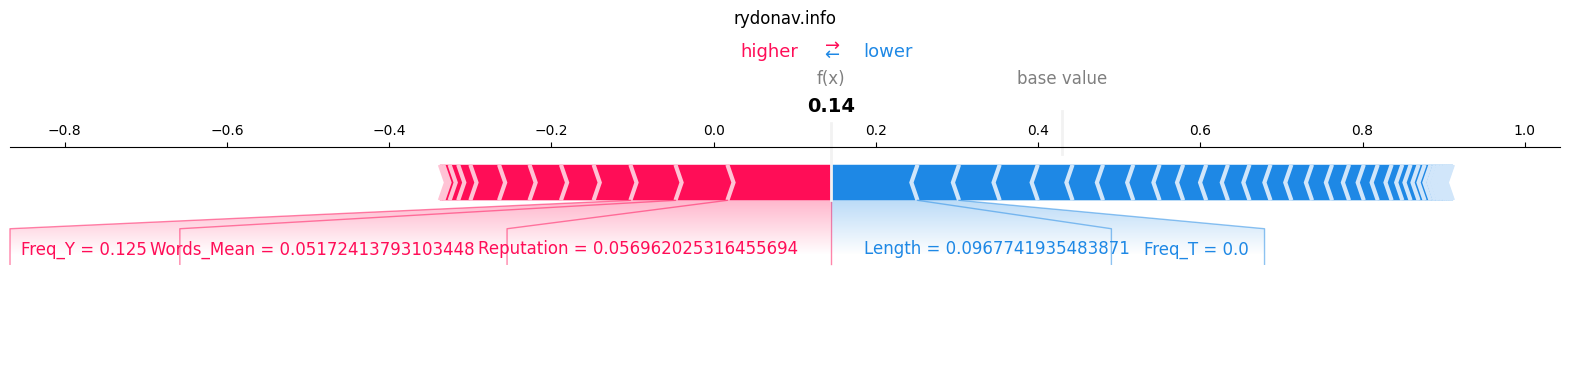 rydonav.info
higher → lower
←
f(x) base value
0.14
−0.8 −0.6 −0.4 −0.2 0.0 0.2 0.4 0.6 0.8 1.0
Freq_Y = 0.125 Words_Mean = 0.05172413793103448 Reputation = 0.056962025316455694 Length = 0.0967741935483871 Freq_T = 0.0